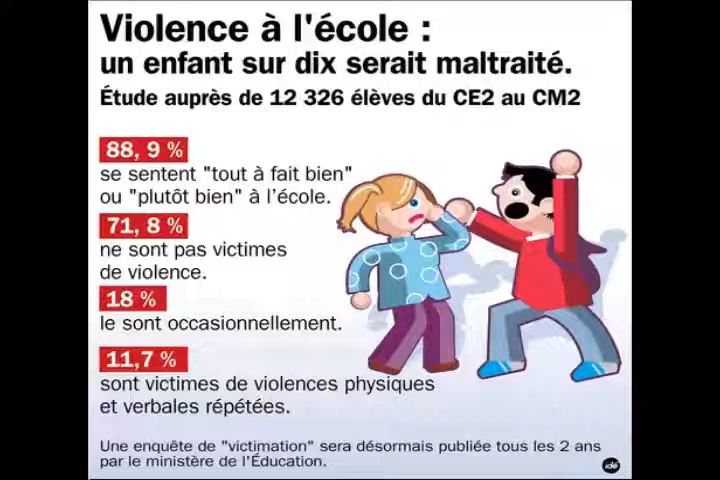 Violence à l'école :
un enfant sur dix serait maltraité.
Étude auprès de 12 326 élèves du CE2 au CM2
88, 9 %
se sentent "tout à fait bien"
ou "plutôt bien" à l'école.
71, 8 %
ne sont pas victimes
de violence.
18 %
le sont occasionnellement.
11,7 %
sont victimes de violences physiques
et verbales répétées.
Une enquête de "victimation" sera désormais publiée tous les 2 ans
par le ministère de l'Éducation.
idé